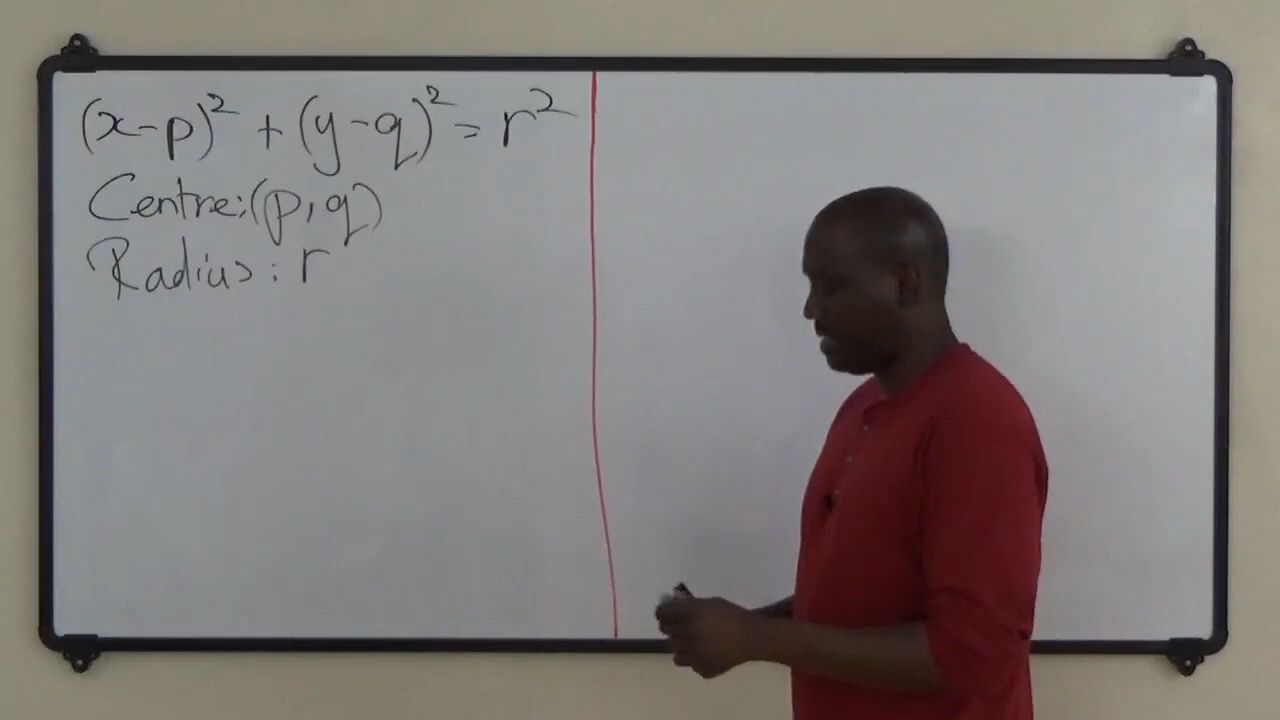 (x-p)² + (y-q)² = r²
Centre:(p,q)
Radius: r